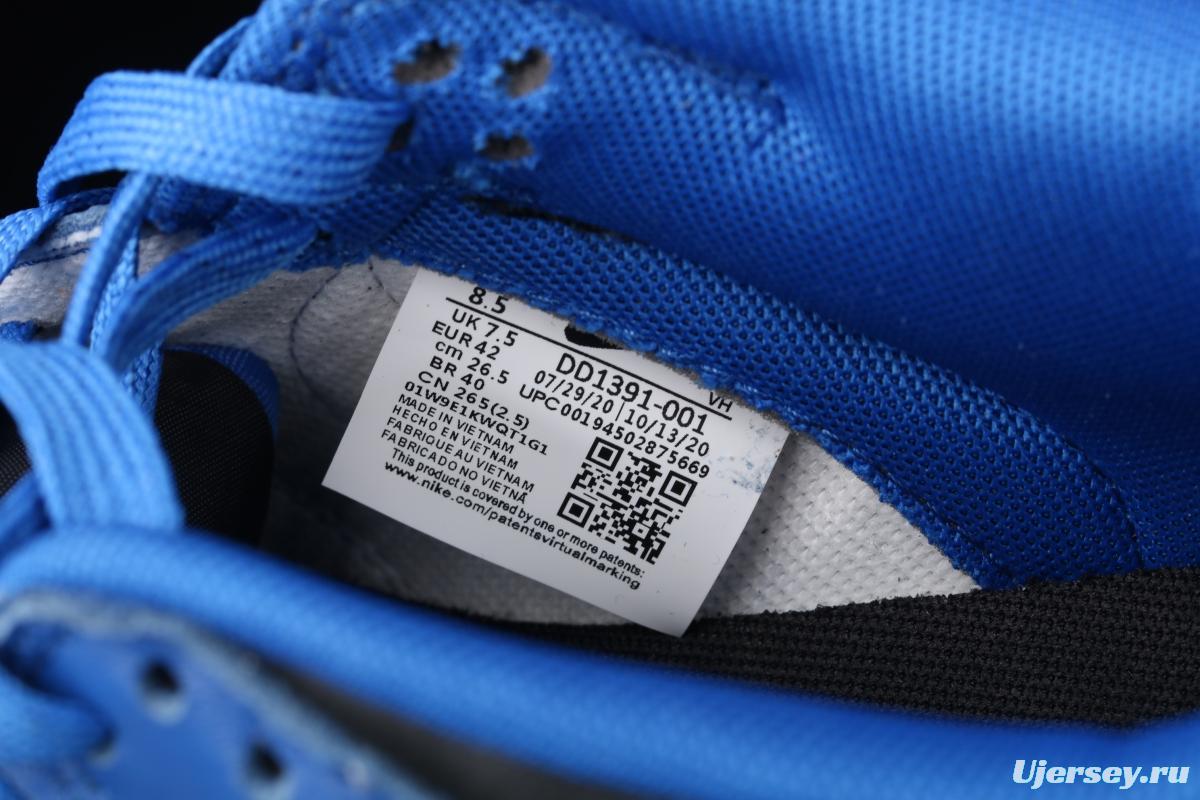 8.5
UK 7.5
EUR 42
cm 26.5
BR 40
CN 265(2.5)
VH
DD1391-001
07/29/20 | 10/13/20
UPC00194502875669
01W9E1KWQT1G1
MADE IN VIETNAM
HECHO EN VIETNAM
FABRIQUE AU VIETNAM
FABRICADO NO VIETNÃ
This product is covered by one or more patents:
www.nike.com/patentsvirtualmarking
Ujersey.ru